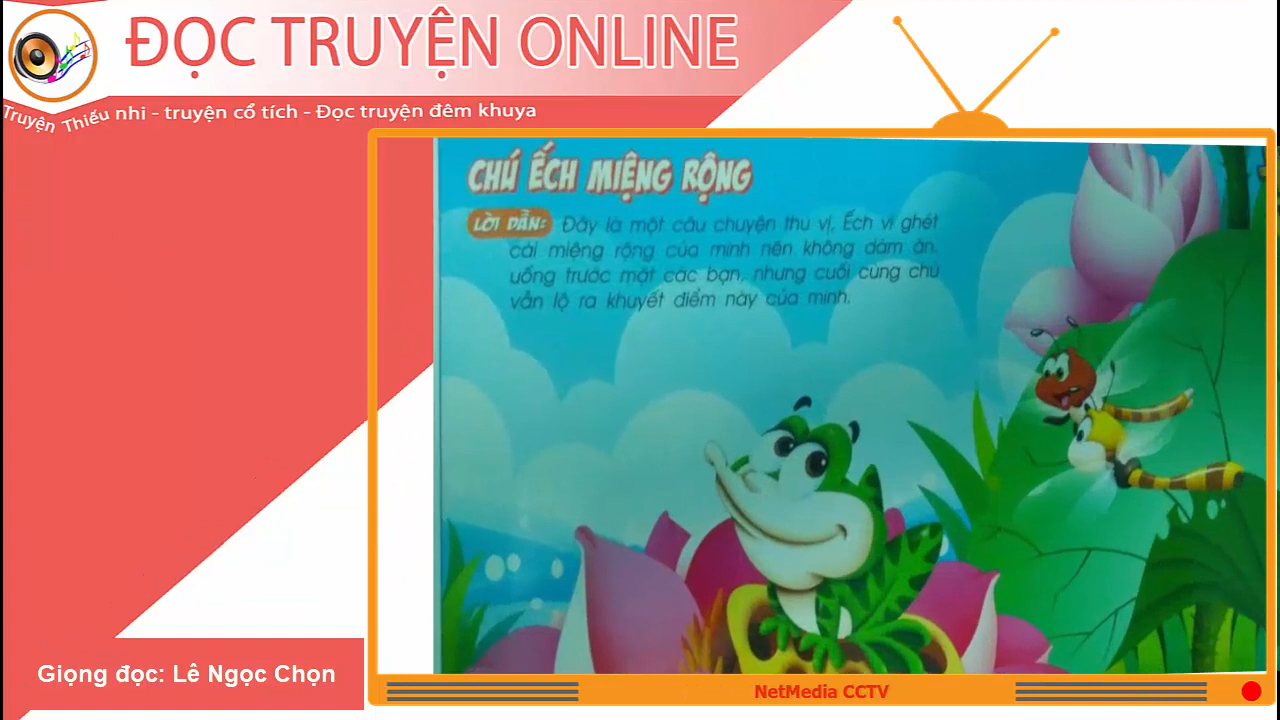 ĐỌC TRUYỆN ONLINE
Truyện Thiếu nhi - truyện cổ tích - Đọc truyện đêm khuya
CHÚ ẾCH MIỆNG RỘNG
LỜI DẪN: Đây là một câu chuyện thú vị. Ếch vì ghét
cái miệng rộng của mình nên không dám ăn,
uống trước mặt các bạn, nhưng cuối cùng chú
vẫn lộ ra khuyết điểm này của mình.
Giọng đọc: Lê Ngọc Chọn
NetMedia CCTV